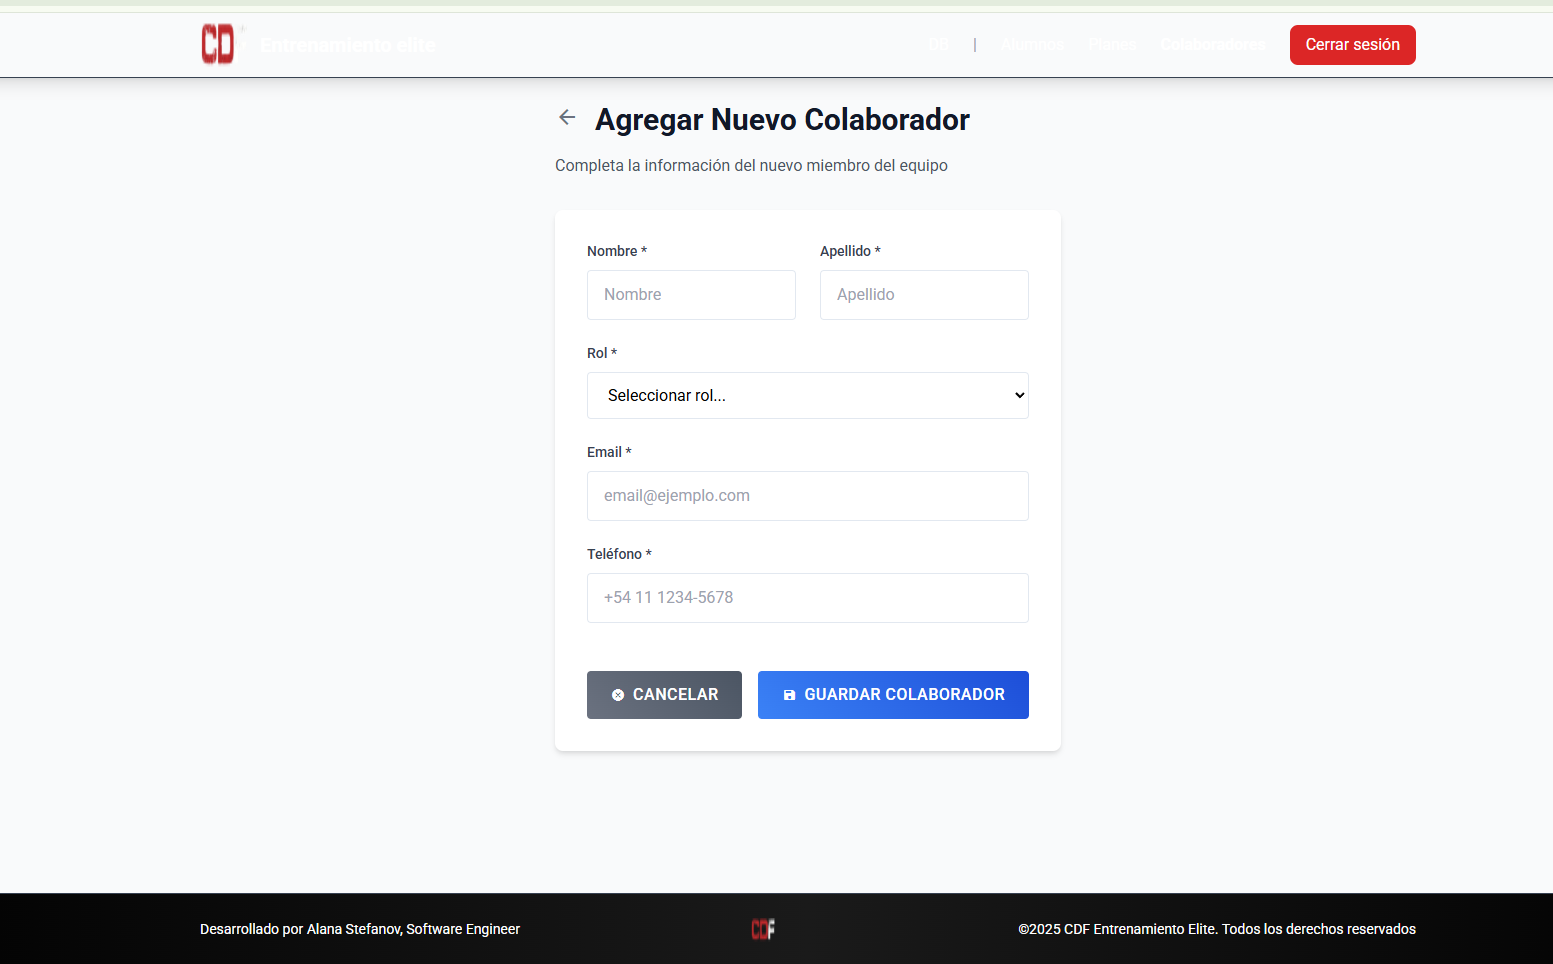 CD
Entrenamiento elite
| Alumnos Planes Colaboradores Cerrar sesión
Agregar Nuevo Colaborador
Completa la información del nuevo miembro del equipo
Nombre * Apellido *
Nombre Apellido
Rol *
Seleccionar rol...
Email *
email@ejemplo.com
Teléfono *
+54 11 1234-5678
CANCELAR GUARDAR COLABORADOR
Desarrollado por Alana Stefanov, Software Engineer CDF ©2025 CDF Entrenamiento Elite. Todos los derechos reservados